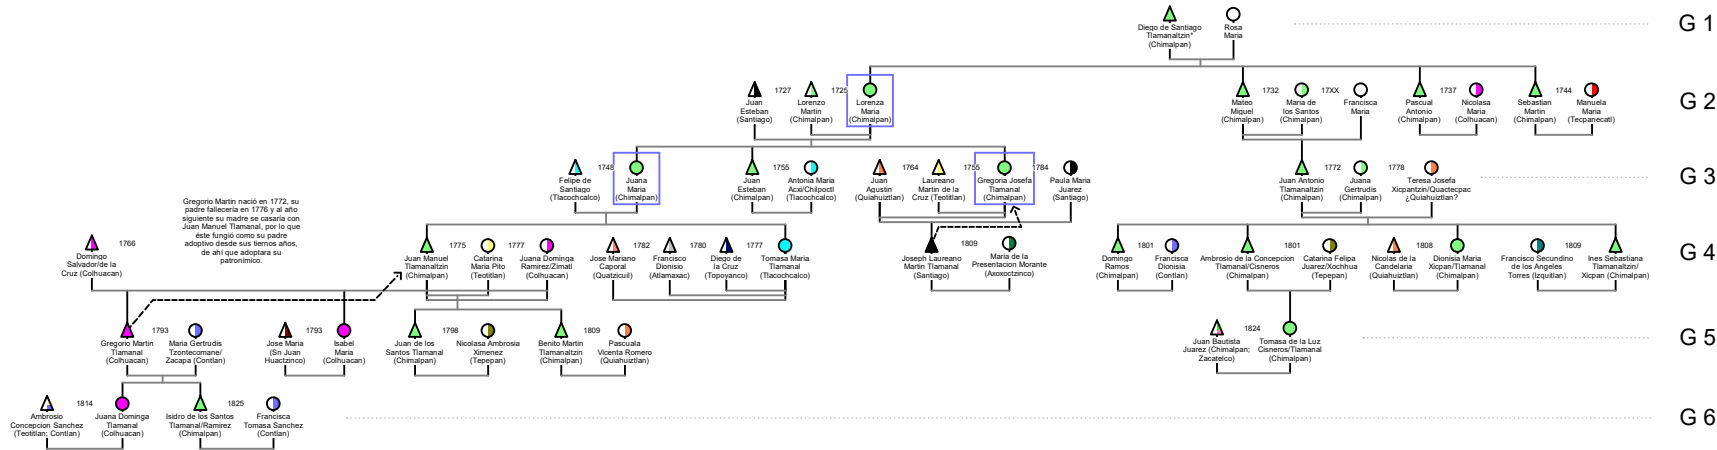 G 1
Diego de Santiago
Tlamanaltzin*
(Chimalpan)
Rosa
Maria
G 2
Juan
Esteban
(Santiago)
1727
Lorenzo
Martin
(Chimalpan)
1725
Lorenza
Maria
(Chimalpan)
Mateo
Miguel
(Chimalpan)
1732
Maria de
los Santos
(Chimalpan)
17XX
Francisca
Maria
Pascual
Antonio
(Chimalpan)
1737
Nicolasa
Maria
(Colhuacan)
Sebastian
Martin
(Chimalpan)
1744
Manuela
Maria
(Tecpanecatl)
G 3
Felipe de
Santiago
(Tlacochcalco)
1748
Juana
Maria
(Chimalpan)
Juan
Esteban
(Chimalpan)
1755
Antonia Maria
Acxi/Chilpoctl
(Tlacochcalco)
Juan
Agustin
(Quiahuiztlan)
1764
Laureano
Martin de la
Cruz (Teotitlan)
1755
Gregoria Josefa
Tlamanal
(Chimalpan)
1784
Paula Maria
Juarez
(Santiago)
Juan Antonio
Tlamanaltzin
(Chimalpan)
1772
Juana
Gertrudis
(Chimalpan)
1778
Teresa Josefa
Xicpantzin/Quactecpac
¿Quiahuiztlan?
Gregorio Martin nació en 1772, su
padre fallecería en 1776 y al año
siguiente su madre se casaría con
Juan Manuel Tlamanal, por lo que
éste fungió como su padre
adoptivo desde sus tiernos años,
de ahí que adoptara su
patronímico.
G 4
Domingo
Salvador/de la
Cruz (Colhuacan)
1766
Juan Manuel
Tlamanaltzin
(Chimalpan)
1775
Catarina
Maria Pito
(Teotitlan)
1777
Juana Dominga
Ramirez/Zimatl
(Colhuacan)
Jose Mariano
Caporal
(Quatzicuil)
1782
Francisco
Dionisio
(Atlamaxac)
1780
Diego de
la Cruz
(Topoyanco)
1777
Tomasa Maria
Tlamanal
(Tlacochcalco)
Joseph Laureano
Martin Tlamanal
(Santiago)
1809
Maria de la
Presentacion Morante
(Axoxoctzinco)
Domingo
Ramos
(Chimalpan)
1801
Francisca
Dionisia
(Contlan)
Ambrosio de la Concepcion
Tlamanal/Cisneros
(Chimalpan)
1801
Catarina Felipa
Juarez/Xochhua
(Tepepan)
Nicolas de la
Candelaria
(Quiahuiztlan)
1808
Dionisia Maria
Xicpan/Tlamanal
(Chimalpan)
Francisco Secundino
de los Angeles
Torres (Izquitlan)
1809
Ines Sebastiana
Tlamanaltzin/
Xicpan (Chimalpan)
G 5
Gregorio Martin
Tlamanal
(Colhuacan)
1793
Maria Gertrudis
Tzontecomane/
Zacapa (Contlan)
Jose Maria
(Sn Juan
Huactzinco)
1793
Isabel
Maria
(Colhuacan)
Juan de los
Santos Tlamanal
(Chimalpan)
1798
Nicolasa Ambrosia
Ximenez
(Tepepan)
Benito Martin
Tlamanaltzin
(Chimalpan)
1809
Pascuala
Vicenta Romero
(Quiahuiztlan)
Juan Bautista
Juarez (Chimalpan;
Zacatelco)
1824
Tomasa de la Luz
Cisneros/Tlamanal
(Chimalpan)
G 6
Ambrosio
Concepcion Sanchez
(Teotitlan; Contlan)
1814
Juana Dominga
Tlamanal
(Colhuacan)
Isidro de los Santos
Tlamanal/Ramirez
(Chimalpan)
1825
Francisca
Tomasa Sanchez
(Contlan)